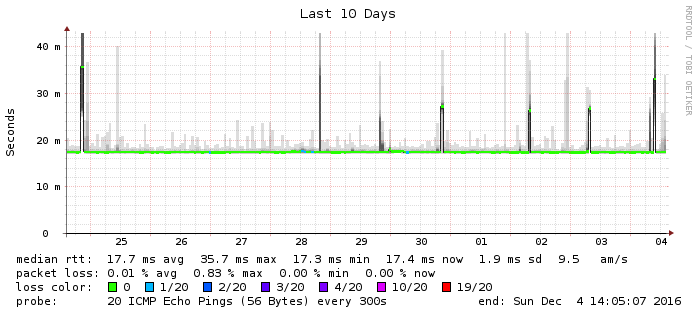 Last 10 Days
RRDTOOL / TOBI OETIKER
Seconds
40 m
30 m
20 m
10 m
0
25 26 27 28 29 30 01 02 03 04
median rtt: 17.7 ms avg 35.7 ms max 17.3 ms min 17.4 ms now 1.9 ms sd 9.5 am/s
packet loss: 0.01 % avg 0.83 % max 0.00 % min 0.00 % now
loss color: 0 1/20 2/20 3/20 4/20 10/20 19/20
probe: 20 ICMP Echo Pings (56 Bytes) every 300s end: Sun Dec 4 14:05:07 2016